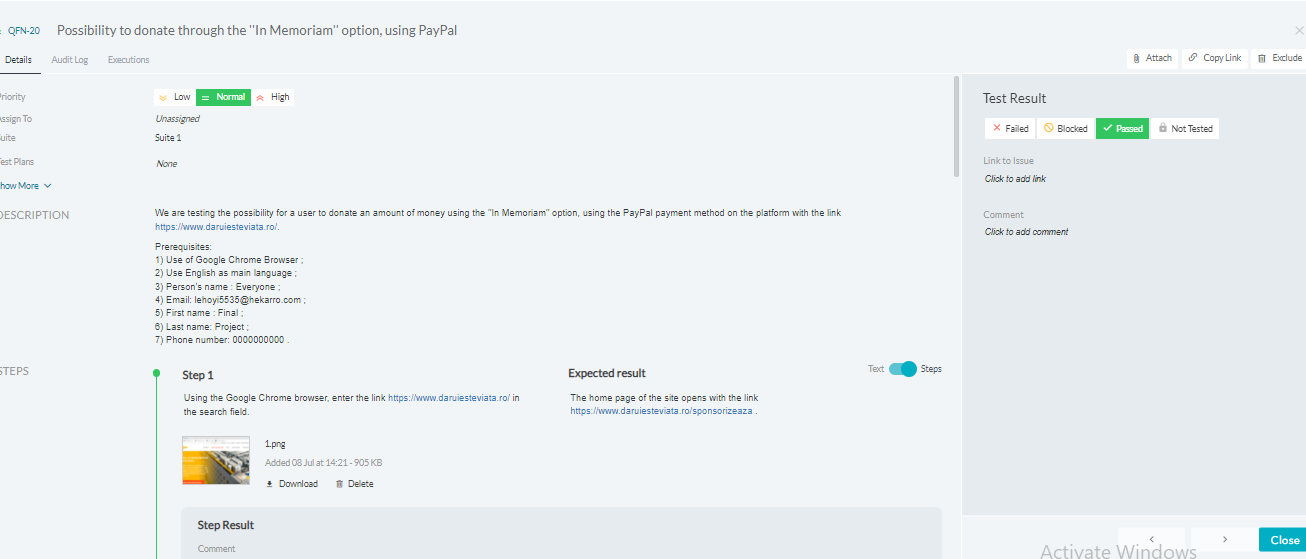 QFN-20 Possibility to donate through the "In Memoriam" option, using PayPal
Details Audit Log Executions
Attach Copy Link Exclude
Priority Low Normal High
Assign To Unassigned
Suite Suite 1
Test Plans None
Show More
DESCRIPTION
We are testing the possibility for a user to donate an amount of money using the "In Memoriam" option, using the PayPal payment method on the platform with the link
https://www.daruiesteviata.ro/.
Prerequisites:
1) Use of Google Chrome Browser ;
2) Use English as main language ;
3) Person's name : Everyone ;
4) Email: lehoyi5535@hekarro.com ;
5) First name : Final ;
6) Last name: Project ;
7) Phone number: 0000000000 .
STEPS
Step 1
Using the Google Chrome browser, enter the link https://www.daruiesteviata.ro/ in
the search field.
1.png
Added 08 Jul at 14:21 - 905 KB
Download Delete
Expected result
The home page of the site opens with the link
https://www.daruiesteviata.ro/sponsorizeaza .
Text Steps
Step Result
Comment
Test Result
Failed Blocked Passed Not Tested
Link to Issue
Click to add link
Comment
Click to add comment
Activate Windows
Close